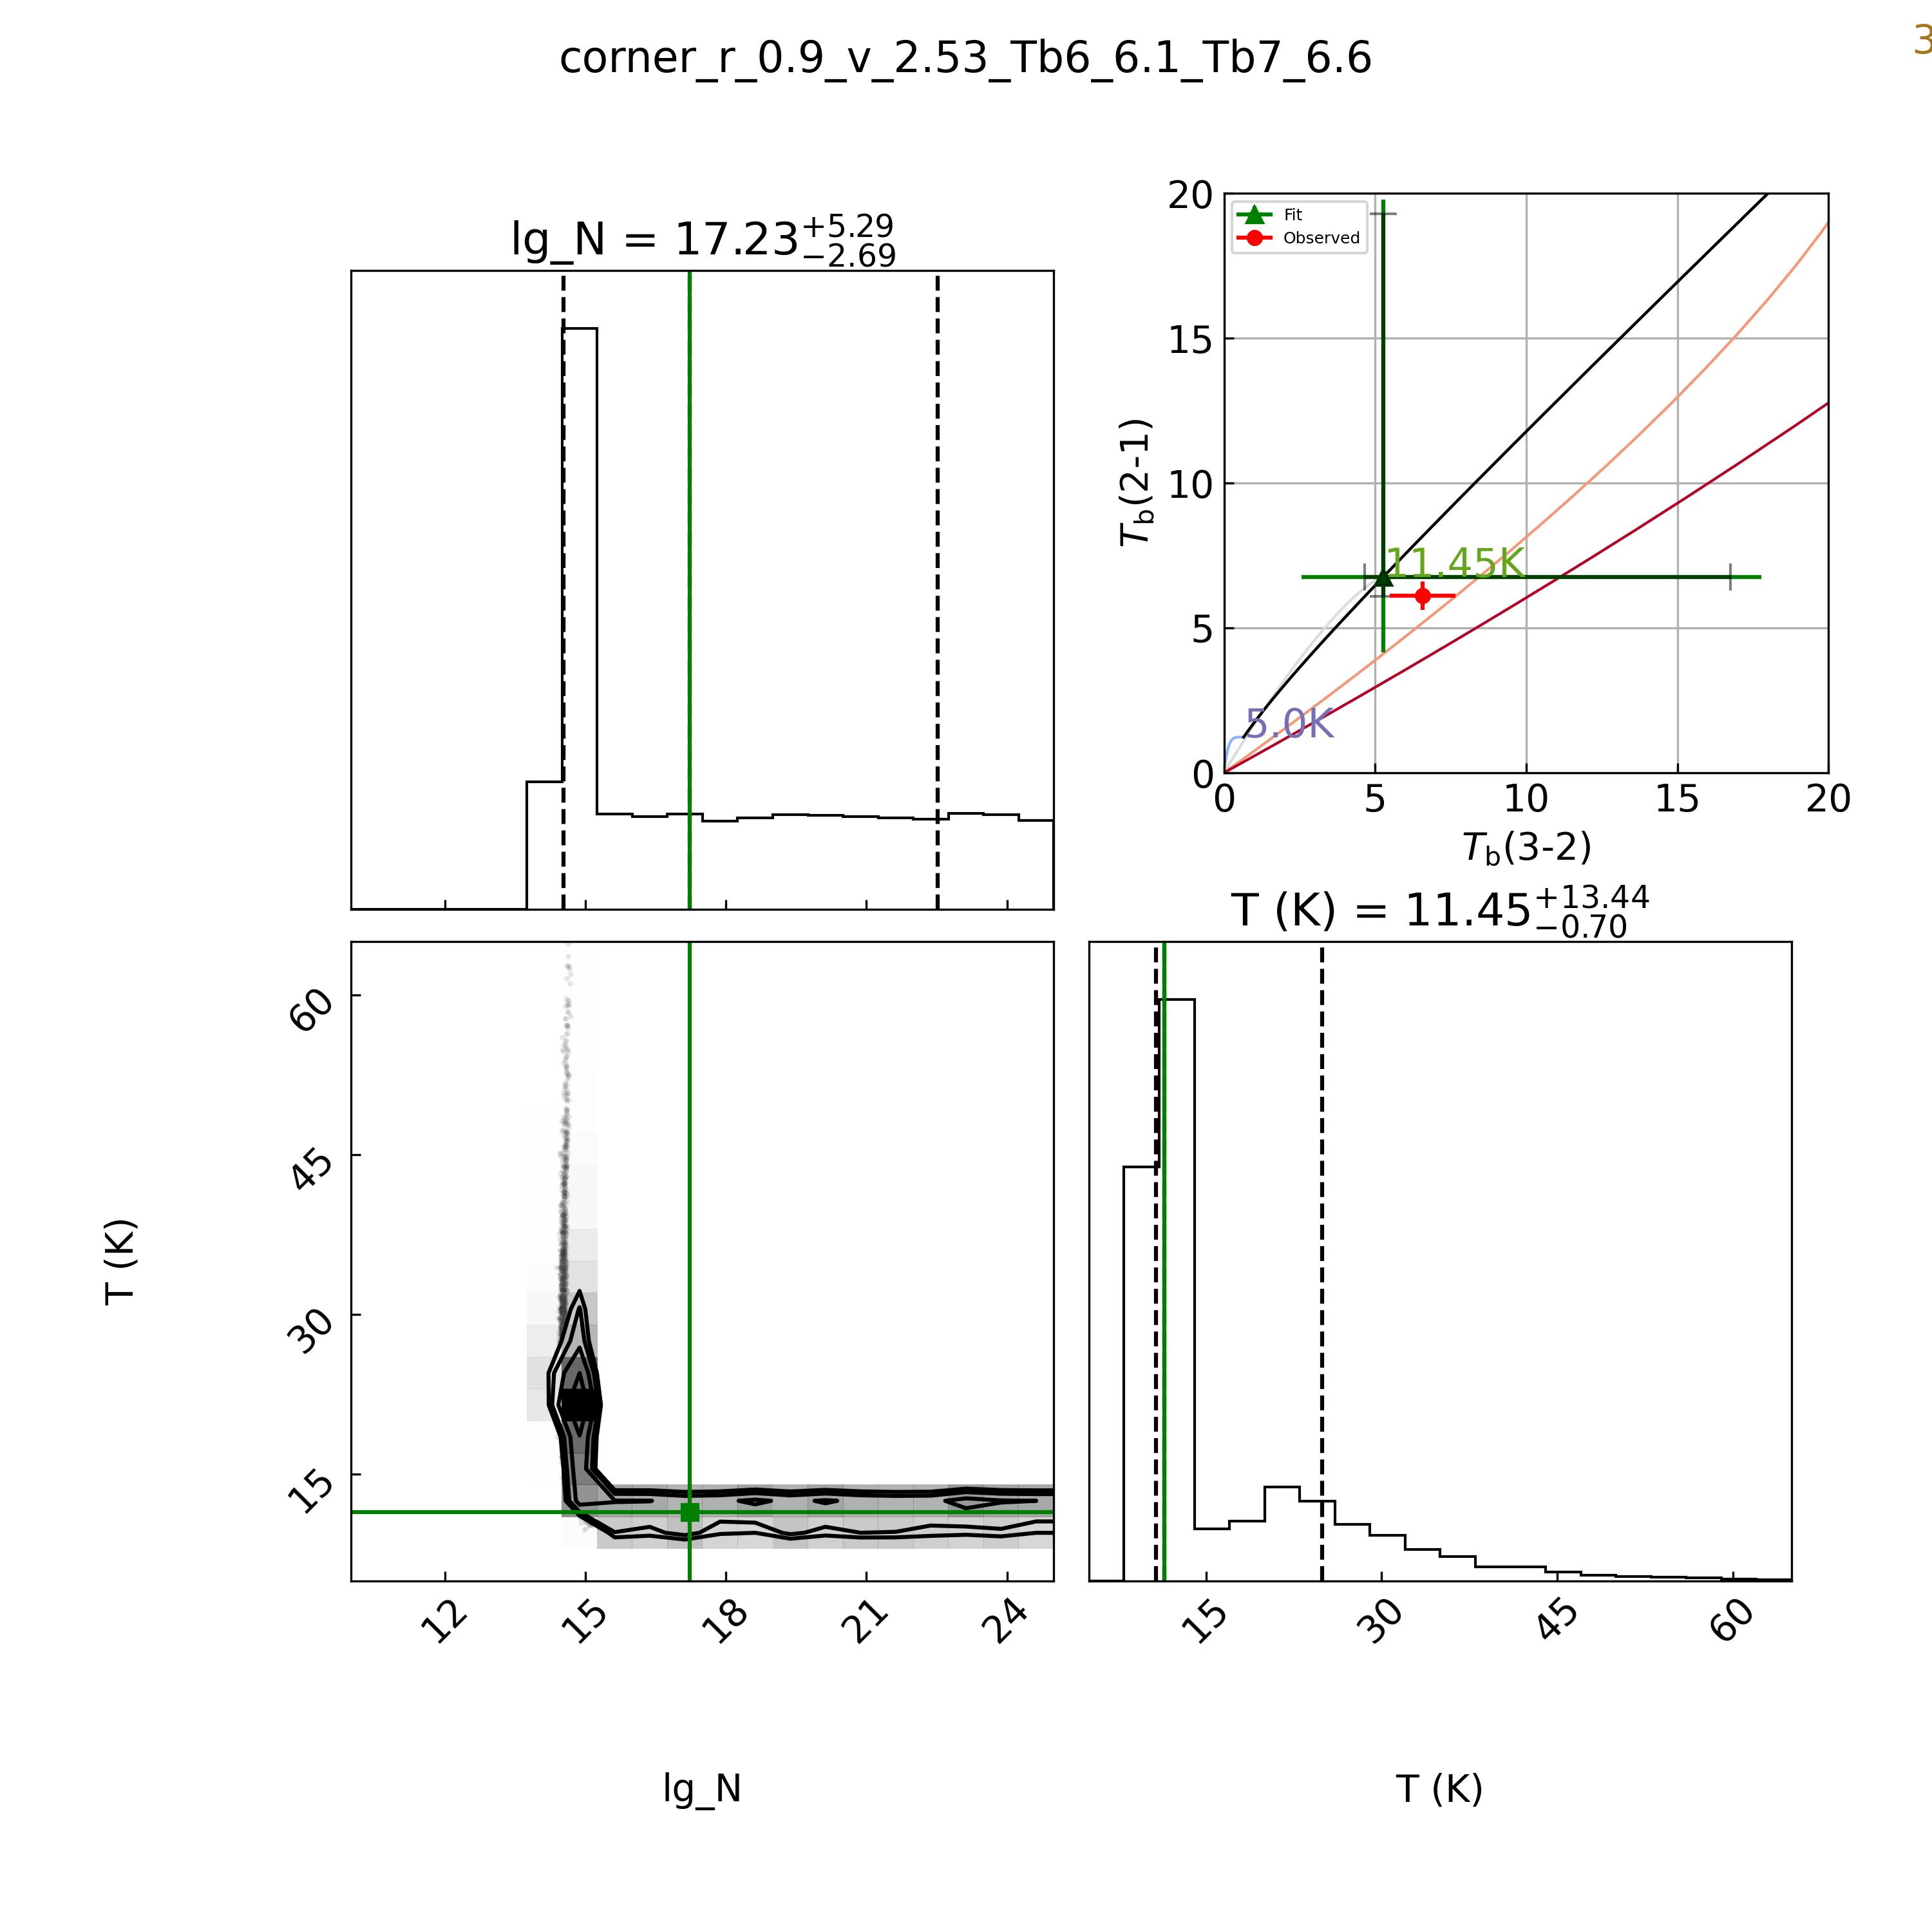 corner_r_0.9_v_2.53_Tb6_6.1_Tb7_6.6
3
lg_N = 17.23+5.29−2.69
20
15
10
5
0
Tb(2-1)
Fit
Observed
11.45K
5.0K
0 5 10 15 20
Tb(3-2)
T (K) = 11.45+13.44−0.70
60
45
30
15
T (K)
12 15 18 21 24
lg_N
15 30 45 60
T (K)